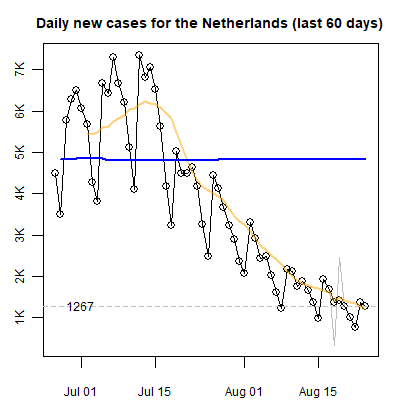 Daily new cases for the Netherlands (last 60 days)
7K
6K
5K
4K
3K
2K
1K
1267
Jul 01 Jul 15 Aug 01 Aug 15